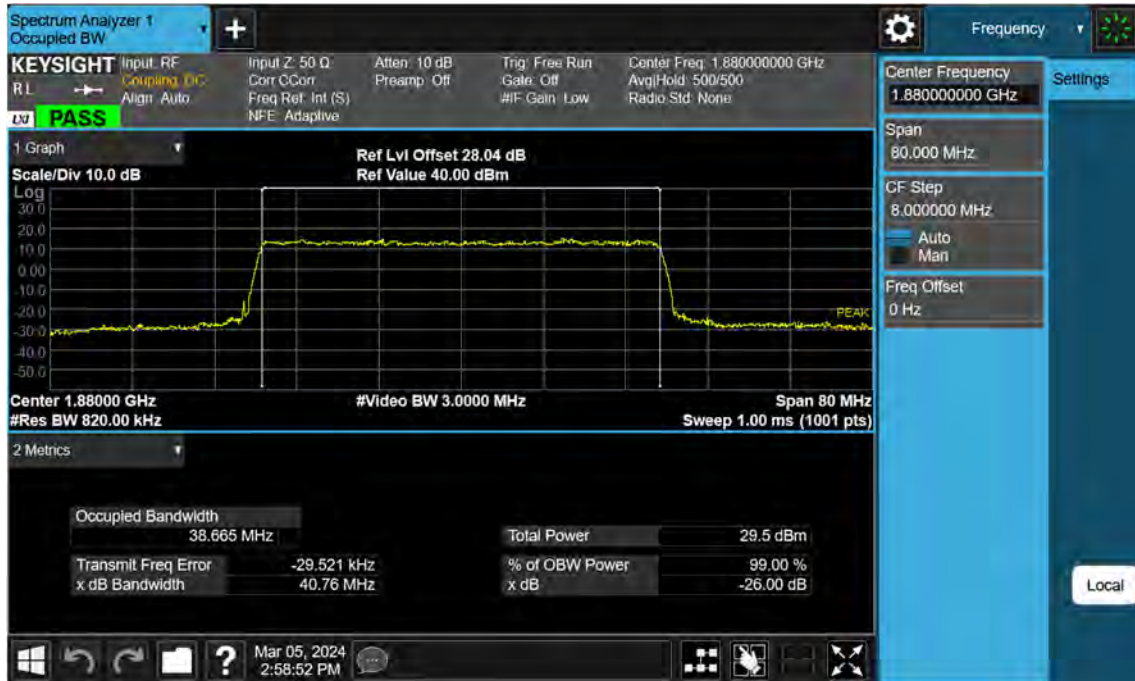 Spectrum Analyzer 1
Occupied BW
+
Frequency
KEYSIGHT
RL
LXI
PASS
Input: RF
Coupling: DC
Align: Auto
Input Z: 50 Ω
Corr CCorr
Freq Ref: Int (S)
NFE: Adaptive
Atten: 10 dB
Preamp: Off
Trig: Free Run
Gate: Off
#IF Gain: Low
Center Freq: 1.880000000 GHz
Avg|Hold: 500/500
Radio Std: None
Center Frequency
1.880000000 GHz
Settings
Span
80.000 MHz
CF Step
8.000000 MHz
Auto
Man
Freq Offset
0 Hz
1 Graph
Scale/Div 10.0 dB
Ref Lvl Offset 28.04 dB
Ref Value 40.00 dBm
Log
30.0
20.0
10.0
0.00
-10.0
-20.0
-30.0
-40.0
-50.0
PEAK
Center 1.88000 GHz
#Video BW 3.0000 MHz
Span 80 MHz
#Res BW 820.00 kHz
Sweep 1.00 ms (1001 pts)
2 Metrics
Occupied Bandwidth
38.665 MHz
Total Power 29.5 dBm
Transmit Freq Error -29.521 kHz
% of OBW Power 99.00 %
x dB Bandwidth 40.76 MHz
x dB -26.00 dB
Local
?
Mar 05, 2024
2:58:52 PM